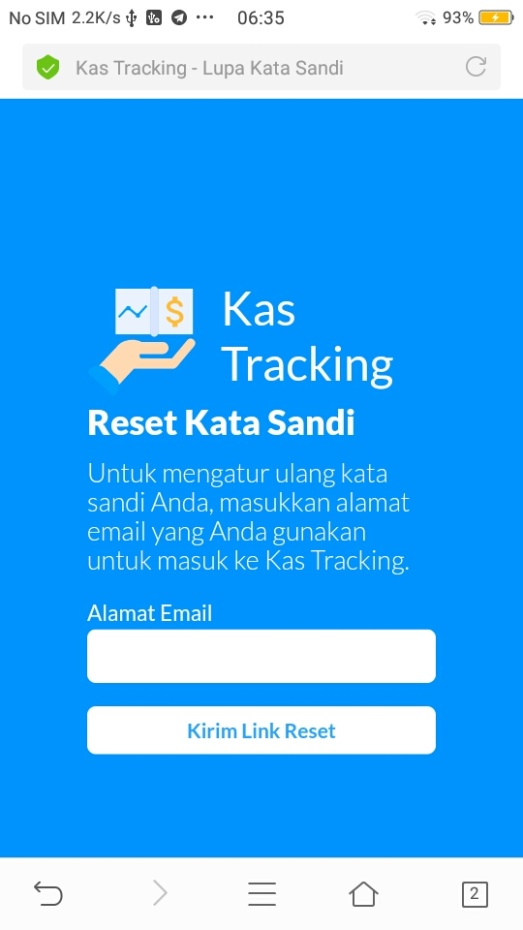 No SIM 2.2K/s ••• 06:35 93%
Kas Tracking - Lupa Kata Sandi
$
Kas
Tracking
Reset Kata Sandi
Untuk mengatur ulang kata
sandi Anda, masukkan alamat
email yang Anda gunakan
untuk masuk ke Kas Tracking.
Alamat Email
Kirim Link Reset
2